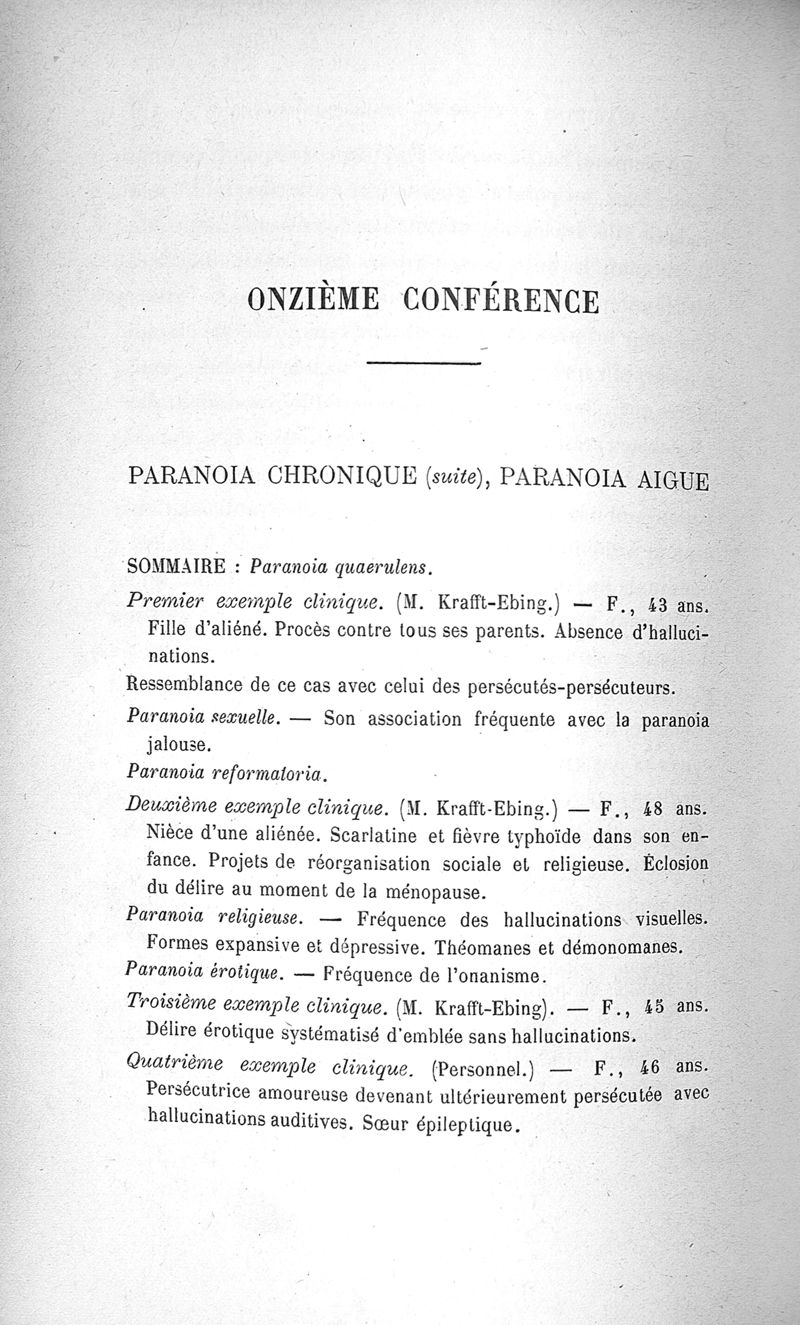 ONZIÈME CONFÉRENCE
PARANOIA CHRONIQUE (suite), PARANOIA AIGUE
SOMMAIRE : Paranoia quaerulens.
Premier exemple clinique. (M. Krafft-Ebing.) — F., 43 ans.
Fille d'aliéné. Procès contre tous ses parents. Absence d'halluci-
nations.
Ressemblance de ce cas avec celui des persécutés-persécuteurs.
Paranoia sexuelle. — Son association fréquente avec la paranoia
jalouse.
Paranoia reformatoria.
Deuxième exemple clinique. (M. Krafft-Ebing.) — F., 48 ans.
Nièce d'une aliénée. Scarlatine et fièvre typhoïde dans son en-
fance. Projets de réorganisation sociale et religieuse. Éclosion
du délire au moment de la ménopause.
Paranoia religieuse. — Fréquence des hallucinations visuelles.
Formes expansive et dépressive. Théomanes et démonomanes.
Paranoia érotique. — Fréquence de l'onanisme.
Troisième exemple clinique. (M. Krafft-Ebing). — F., 45 ans.
Délire érotique systématisé d'emblée sans hallucinations.
Quatrième exemple clinique. (Personnel.) — F., 46 ans.
Persécutrice amoureuse devenant ultérieurement persécutée avec
hallucinations auditives. Sœur épileptique.